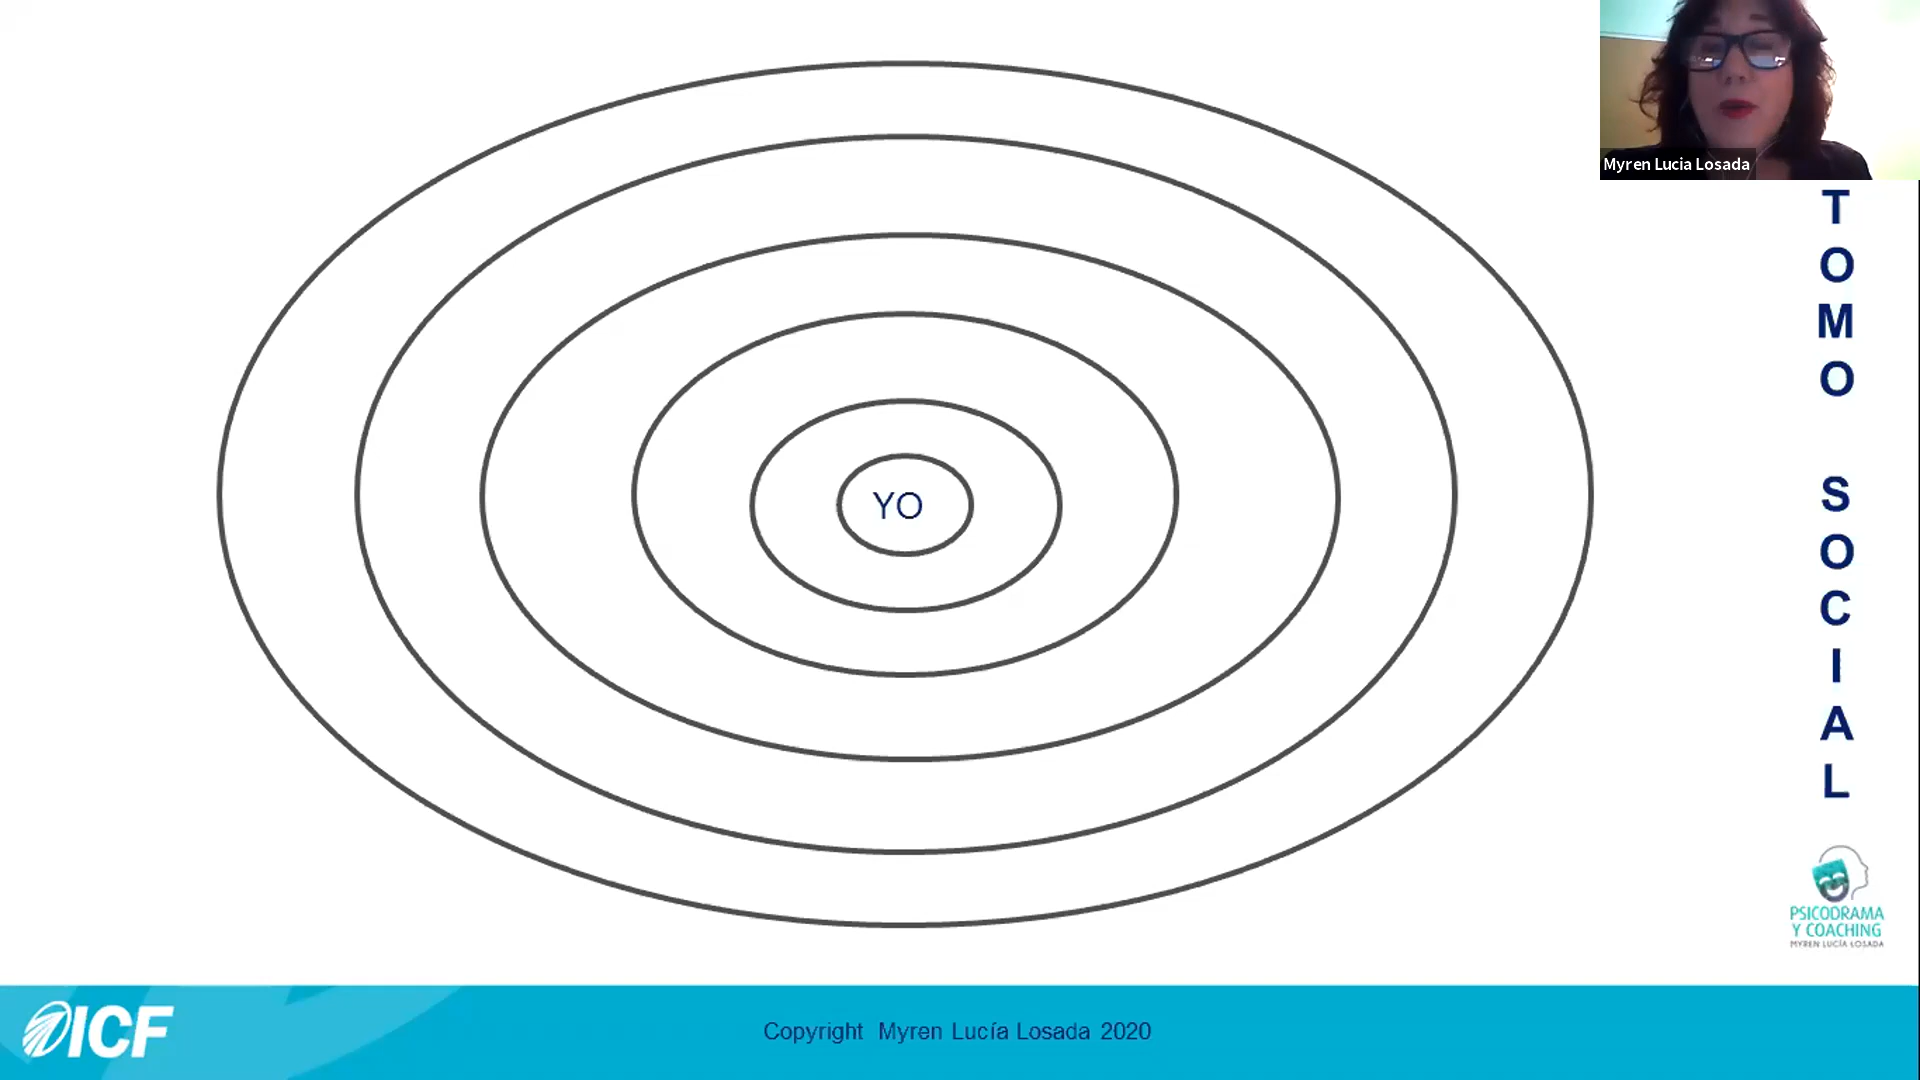 Myren Lucia Losada
T
O
M
O
S
O
C
I
A
L
YO
PSICODRAMA
Y COACHING
MYREN LUCÍA LOSADA
ICF
Copyright Myren Lucía Losada 2020